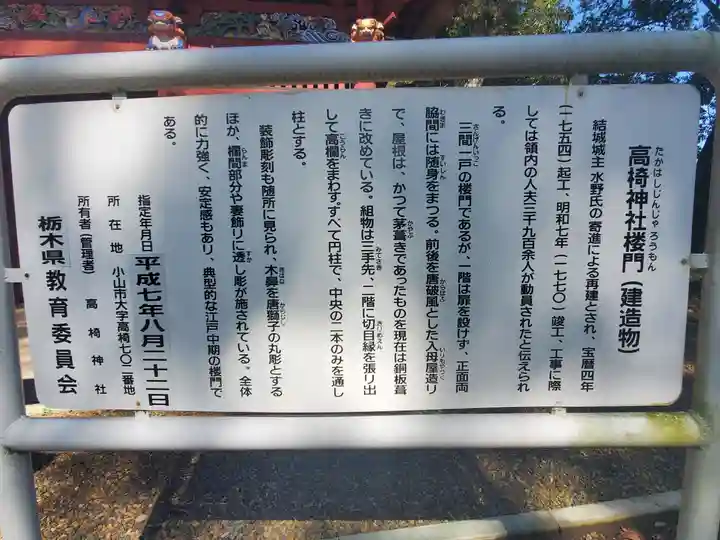 高椅神社楼門（建造物）
結城城主 水野氏の寄進による再建とされ、宝暦四年
（一七五四）起工、明和七年（一七七〇）竣工、工事に際
しては領内の人夫三千九百余人が動員されたと伝えられ
る。
三間一戸の楼門であるが、一階は扉を設けず、正面両
脇間には随身をまつる。前後を唐破風とした入母屋造り
で、屋根は、かつて茅葺きであったものを現在は銅板葺
きに改めている。組物は三手先、二階に切目縁を張り出
して高欄をまわす。すべて円柱で、中央の二本のみを通し
柱とする。
装飾彫刻も随所に見られ、木鼻を唐獅子の丸彫とする
ほか、欄間部分や妻飾りに透し彫が施されている。全体
的に力強く、安定感もあり、典型的な江戸中期の楼門で
ある。
指定年月日 平成七年八月二十二日
所在地 小山市大字高椅七〇二番地
所有者（管理者） 高椅神社
栃木県教育委員会